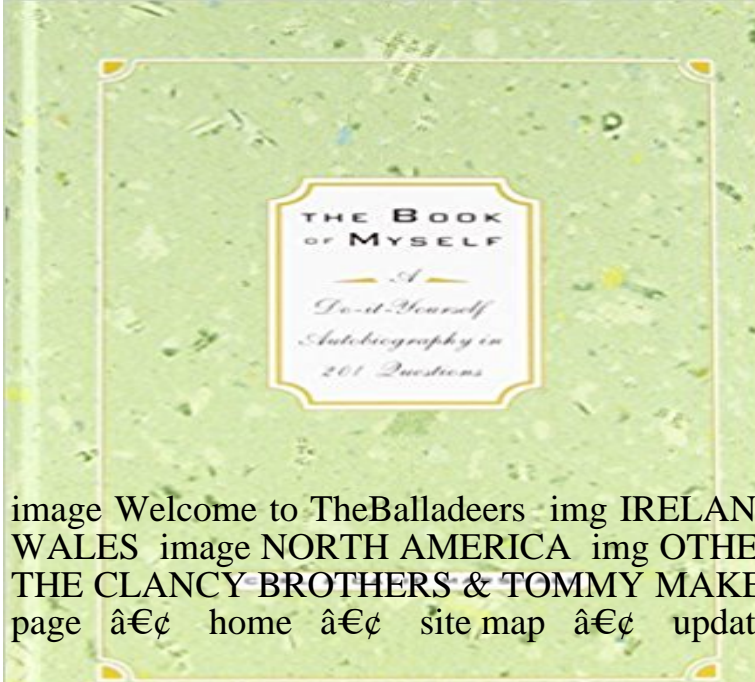 THE BOOK
OF MYSELF
A
Do-it-Yourself
Autobiography in
201 Questions
image Welcome to TheBalladeers img IRELAN
WALES image NORTH AMERICA img OTHE
THE CLANCY BROTHERS & TOMMY MAKE
page â€¢ home â€¢ site map â€¢ updat